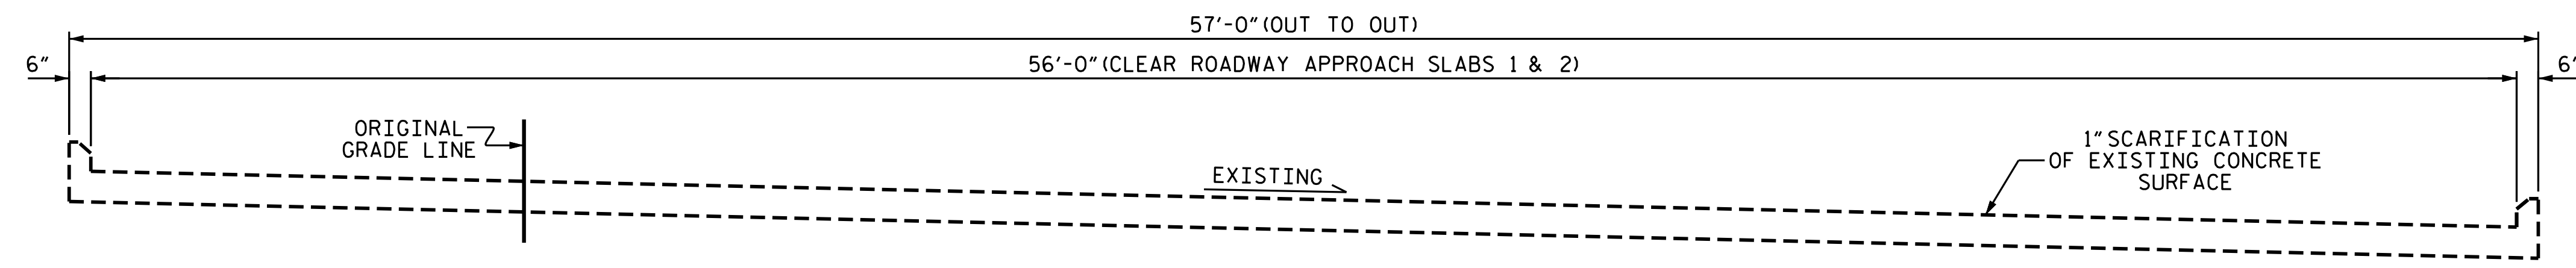 57'-0"(OUT TO OUT)
6"
56'-0"(CLEAR ROADWAY APPROACH SLABS 1 & 2)
6"
ORIGINAL
GRADE LINE
EXISTING
1"SCARIFICATION
OF EXISTING CONCRETE
SURFACE